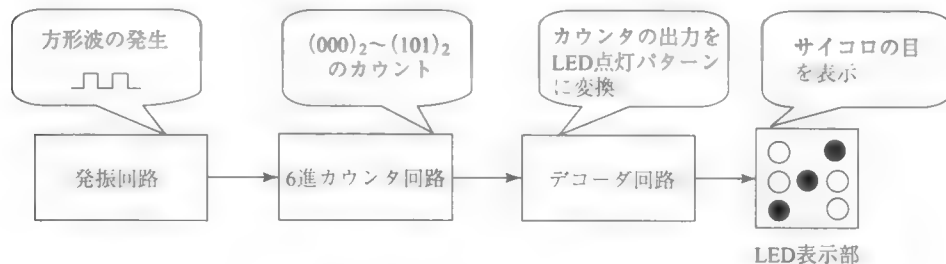 方形波の発生
(000)₂〜(101)₂
のカウント
カウンタの出力を
LED点灯パターン
に変換
サイコロの目
を表示
発振回路
6進カウンタ回路
デコーダ回路
LED表示部